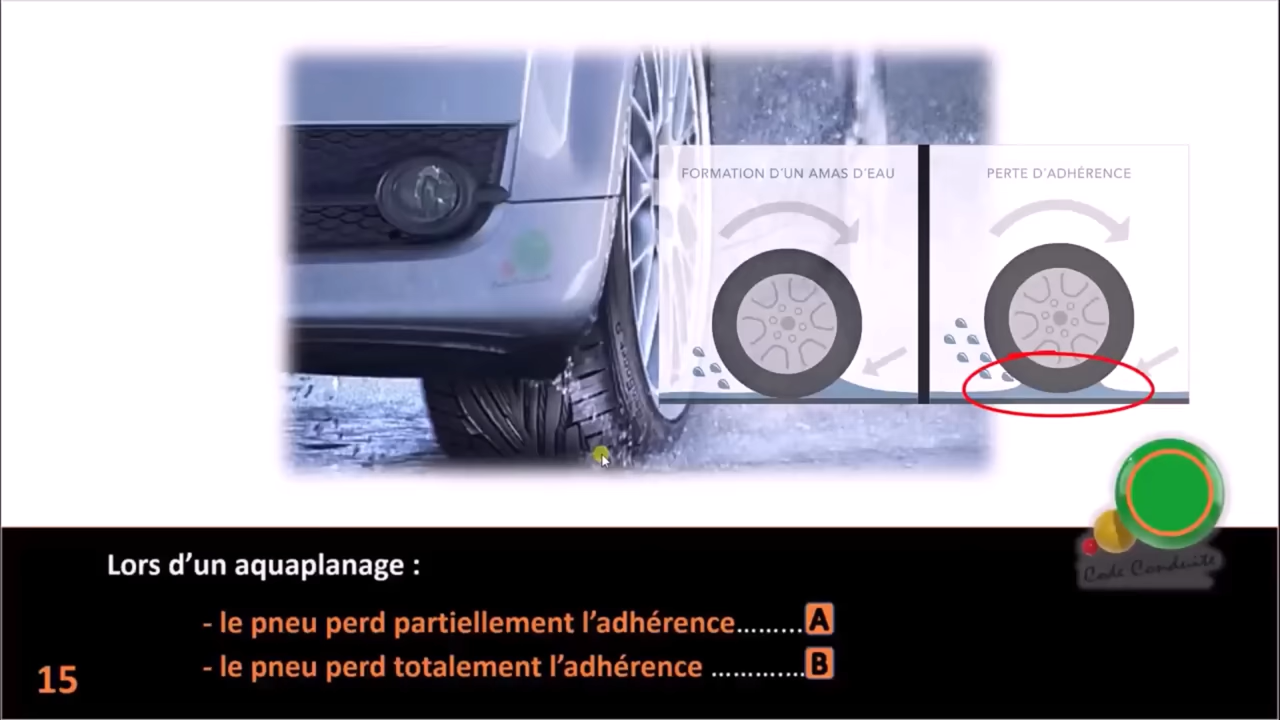 FORMATION D'UN AMAS D'EAU
PERTE D'ADHÉRENCE
Code Conduite
Lors d'un aquaplanage :
- le pneu perd partiellement l'adhérence......... A
- le pneu perd totalement l'adhérence ............ B
15